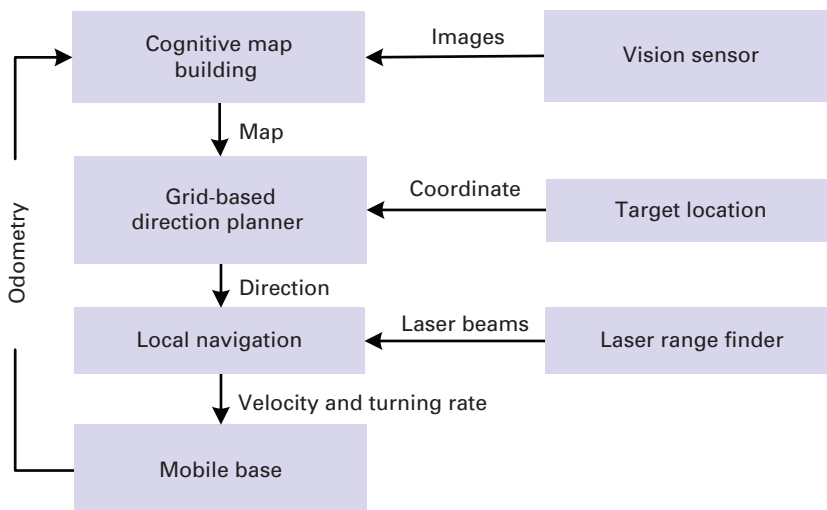 Cognitive map
building
Images
Vision sensor
Map
Grid-based
direction planner
Coordinate
Target location
Odometry
Direction
Local navigation
Laser beams
Laser range finder
Velocity and turning rate
Mobile base